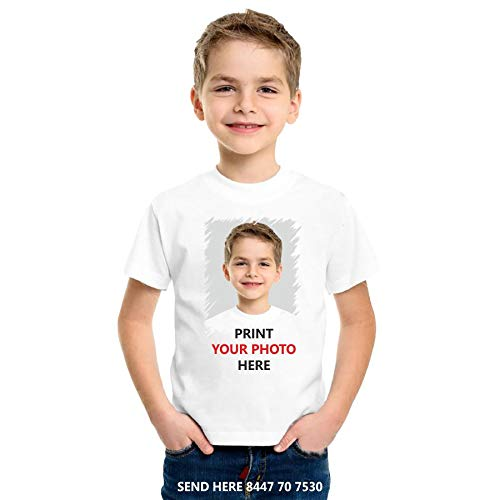 PRINT
YOUR PHOTO
HERE
SEND HERE 8447 70 7530